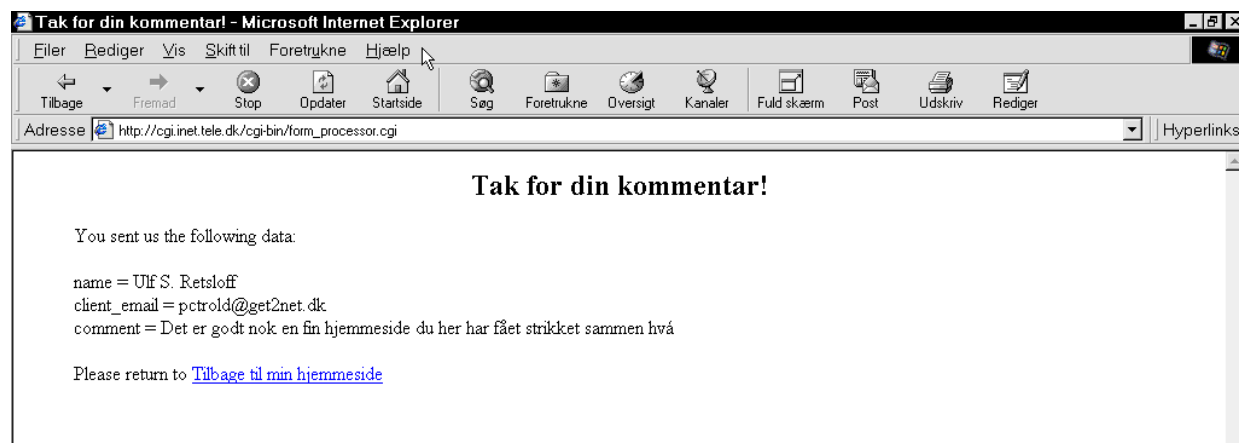 Tak for din kommentar! - Microsoft Internet Explorer
Filer Rediger Vis Skift til Foretrukne Hjælp
Tilbage Fremad Stop Opdater Startside Søg Foretrukne Oversigt Kanaler Fuld skærm Post Udskriv Rediger
Adresse http://cgi.inet.tele.dk/cgi-bin/form_processor.cgi Hyperlinks
Tak for din kommentar!
You sent us the following data:
name = Ulf S. Retsloff
client_email = pctrold@get2net.dk
comment = Det er godt nok en fin hjemmeside du her har fået strikket sammen hvá
Please return to Tilbage til min hjemmeside